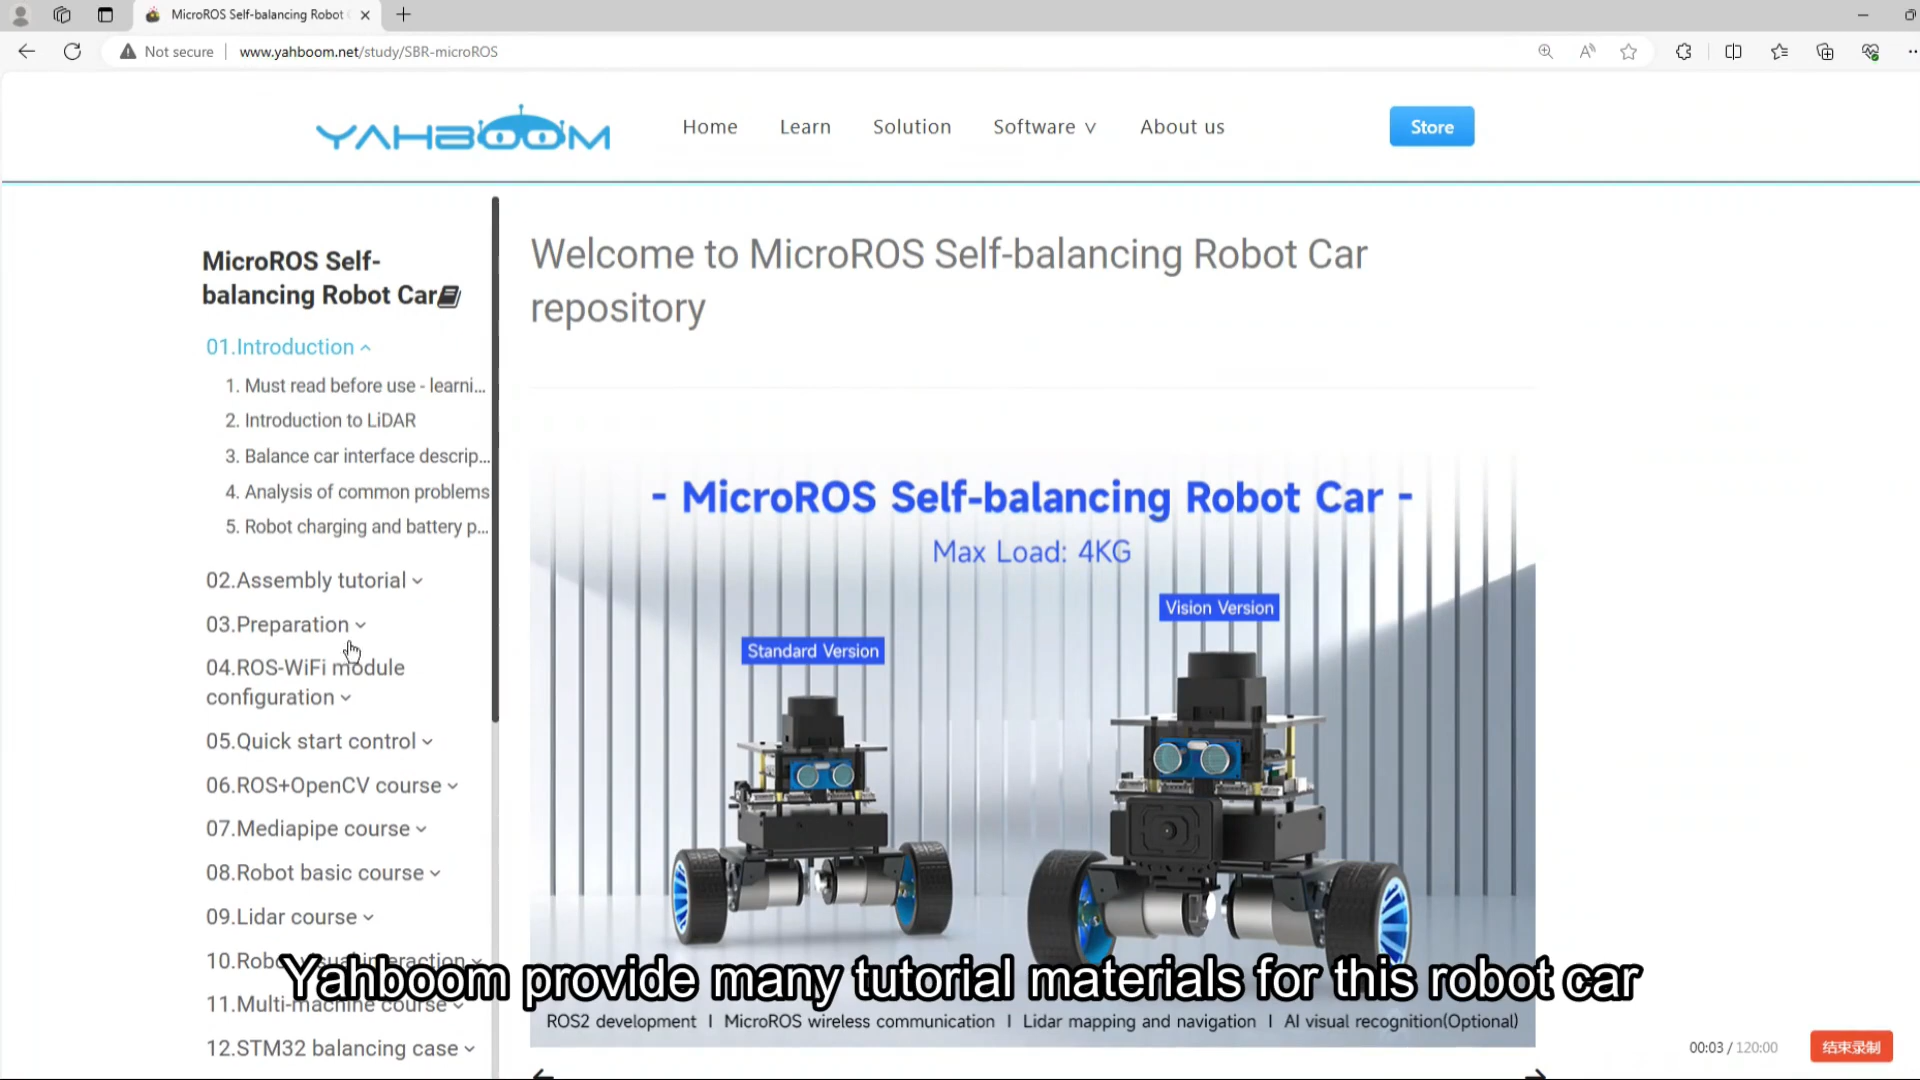 MicroROS Self-balancing Robot C
Not secure
www.yahboom.net/study/SBR-microROS
YAHBOOM
Home
Learn
Solution
Software
About us
Store
MicroROS Self-
balancing Robot Car
01.Introduction
1. Must read before use - learni...
2. Introduction to LiDAR
3. Balance car interface descrip...
4. Analysis of common problems
5. Robot charging and battery p...
02.Assembly tutorial
03.Preparation
04.ROS-WiFi module
configuration
05.Quick start control
06.ROS+OpenCV course
07.Mediapipe course
08.Robot basic course
09.Lidar course
10.Robot visual interaction
11.Multi-machine course
12.STM32 balancing case
Welcome to MicroROS Self-balancing Robot Car
repository
- MicroROS Self-balancing Robot Car -
Max Load: 4KG
Vision Version
Standard Version
Yahboom provide many tutorial materials for this robot car
ROS2 development | MicroROS wireless communication | Lidar mapping and navigation | AI visual recognition(Optional)
00:03 / 120:00
结束录制